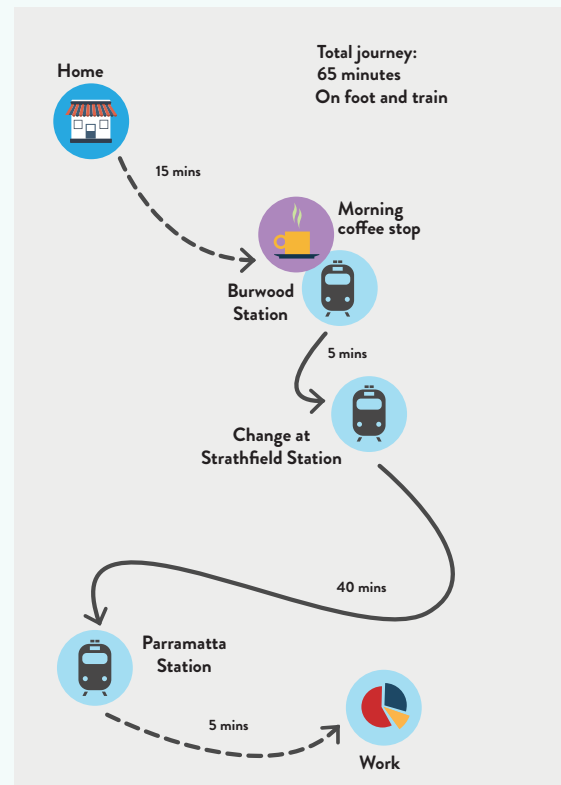 Total journey:
65 minutes
On foot and train
Home
15 mins
Morning
coffee stop
Burwood
Station
5 mins
Change at
Strathfield Station
40 mins
Parramatta
Station
5 mins
Work